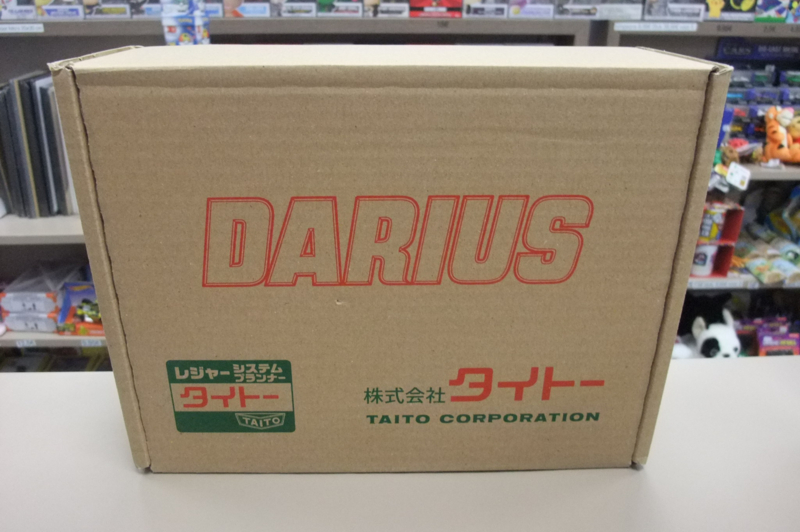 DARIUS
レジャーシステム
プランナー
タイトー
TAITO
株式会社タイトー
TAITO CORPORATION
CARS